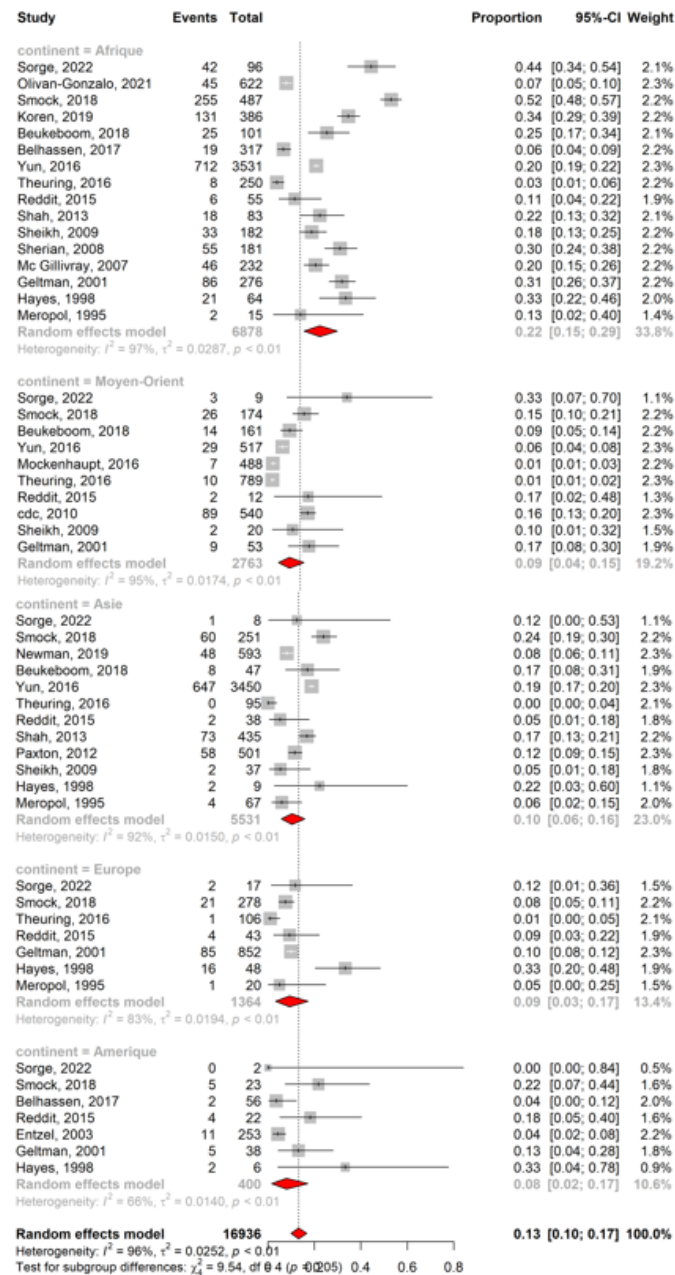 Study Events Total Proportion 95%-CI Weight
continent = Afrique
Sorge, 2022 42 96 0.44 [0.34; 0.54] 2.1%
Olivan-Gonzalo, 2021 45 622 0.07 [0.05; 0.10] 2.3%
Smock, 2018 255 487 0.52 [0.48; 0.57] 2.2%
Koren, 2019 131 386 0.34 [0.29; 0.39] 2.2%
Beukeboom, 2018 25 101 0.25 [0.17; 0.34] 2.1%
Belhassen, 2017 19 317 0.06 [0.04; 0.09] 2.2%
Yun, 2016 712 3531 0.20 [0.19; 0.22] 2.3%
Theuring, 2016 8 250 0.03 [0.01; 0.06] 2.2%
Reddit, 2015 6 55 0.11 [0.04; 0.22] 1.9%
Shah, 2013 18 83 0.22 [0.13; 0.32] 2.1%
Sheikh, 2009 33 182 0.18 [0.13; 0.25] 2.2%
Sherian, 2008 55 181 0.30 [0.24; 0.38] 2.2%
Mc Gillivray, 2007 46 232 0.20 [0.15; 0.26] 2.2%
Geltman, 2001 86 276 0.31 [0.26; 0.37] 2.2%
Hayes, 1998 21 64 0.33 [0.22; 0.46] 2.0%
Meropol, 1995 2 15 0.13 [0.02; 0.40] 1.4%
Random effects model 6878 0.22 [0.15; 0.29] 33.8%
Heterogeneity: I² = 97%, τ² = 0.0287, p < 0.01
continent = Moyen-Orient
Sorge, 2022 3 9 0.33 [0.07; 0.70] 1.1%
Smock, 2018 26 174 0.15 [0.10; 0.21] 2.2%
Beukeboom, 2018 14 161 0.09 [0.05; 0.14] 2.2%
Yun, 2016 29 517 0.06 [0.04; 0.08] 2.3%
Mockenhaupt, 2016 7 488 0.01 [0.01; 0.03] 2.2%
Theuring, 2016 10 789 0.01 [0.01; 0.02] 2.3%
Reddit, 2015 2 12 0.17 [0.02; 0.48] 1.3%
cdc, 2010 89 540 0.16 [0.13; 0.20] 2.3%
Sheikh, 2009 2 20 0.10 [0.01; 0.32] 1.5%
Geltman, 2001 9 53 0.17 [0.08; 0.30] 1.9%
Random effects model 2763 0.09 [0.04; 0.15] 19.2%
Heterogeneity: I² = 95%, τ² = 0.0174, p < 0.01
continent = Asie
Sorge, 2022 1 8 0.12 [0.00; 0.53] 1.1%
Smock, 2018 60 251 0.24 [0.19; 0.30] 2.2%
Newman, 2019 48 593 0.08 [0.06; 0.11] 2.3%
Beukeboom, 2018 8 47 0.17 [0.08; 0.31] 1.9%
Yun, 2016 647 3450 0.19 [0.17; 0.20] 2.3%
Theuring, 2016 0 95 0.00 [0.00; 0.04] 2.1%
Reddit, 2015 2 38 0.05 [0.01; 0.18] 1.8%
Shah, 2013 73 435 0.17 [0.13; 0.21] 2.2%
Paxton, 2012 58 501 0.12 [0.09; 0.15] 2.3%
Sheikh, 2009 2 37 0.05 [0.01; 0.18] 1.8%
Hayes, 1998 2 9 0.22 [0.03; 0.60] 1.1%
Meropol, 1995 4 67 0.06 [0.02; 0.15] 2.0%
Random effects model 5531 0.10 [0.06; 0.16] 23.0%
Heterogeneity: I² = 92%, τ² = 0.0150, p < 0.01
continent = Europe
Sorge, 2022 2 17 0.12 [0.01; 0.36] 1.5%
Smock, 2018 21 278 0.08 [0.05; 0.11] 2.2%
Theuring, 2016 1 106 0.01 [0.00; 0.05] 2.1%
Reddit, 2015 4 43 0.09 [0.03; 0.22] 1.9%
Geltman, 2001 85 852 0.10 [0.08; 0.12] 2.3%
Hayes, 1998 16 48 0.33 [0.20; 0.48] 1.9%
Meropol, 1995 1 20 0.05 [0.00; 0.25] 1.5%
Random effects model 1364 0.09 [0.03; 0.17] 13.4%
Heterogeneity: I² = 83%, τ² = 0.0194, p < 0.01
continent = Amerique
Sorge, 2022 0 2 0.00 [0.00; 0.84] 0.5%
Smock, 2018 5 23 0.22 [0.07; 0.44] 1.6%
Belhassen, 2017 2 56 0.04 [0.00; 0.12] 2.0%
Reddit, 2015 4 22 0.18 [0.05; 0.40] 1.6%
Entzel, 2003 11 253 0.04 [0.02; 0.08] 2.2%
Geltman, 2001 5 38 0.13 [0.04; 0.28] 1.8%
Hayes, 1998 2 6 0.33 [0.04; 0.78] 0.9%
Random effects model 400 0.08 [0.02; 0.17] 10.6%
Heterogeneity: I² = 66%, τ² = 0.0140, p < 0.01
Random effects model 16936 0.13 [0.10; 0.17] 100.0%
Heterogeneity: I² = 96%, τ² = 0.0252, p < 0.01
Test for subgroup differences: χ²₄ = 9.54, df 4 (p 0.4 0.6 0.8